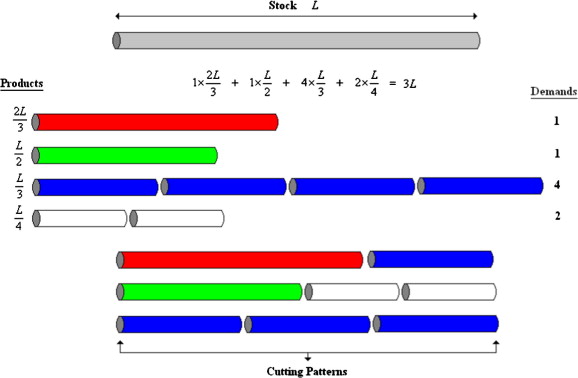 Stock L
1×2L/3 + 1×L/2 + 4×L/3 + 2×L/4 = 3L
Products
Demands
2L/3 1
L/2 1
L/3 4
L/4 2
Cutting Patterns